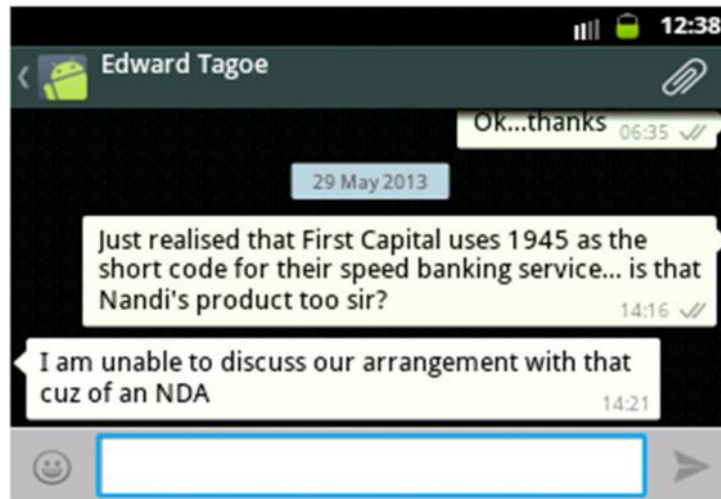 12:38
Edward Tagoe
Ok...thanks 06:35
29 May 2013
Just realised that First Capital uses 1945 as the
short code for their speed banking service... is that
Nandi's product too sir?
14:16
I am unable to discuss our arrangement with that
cuz of an NDA
14:21